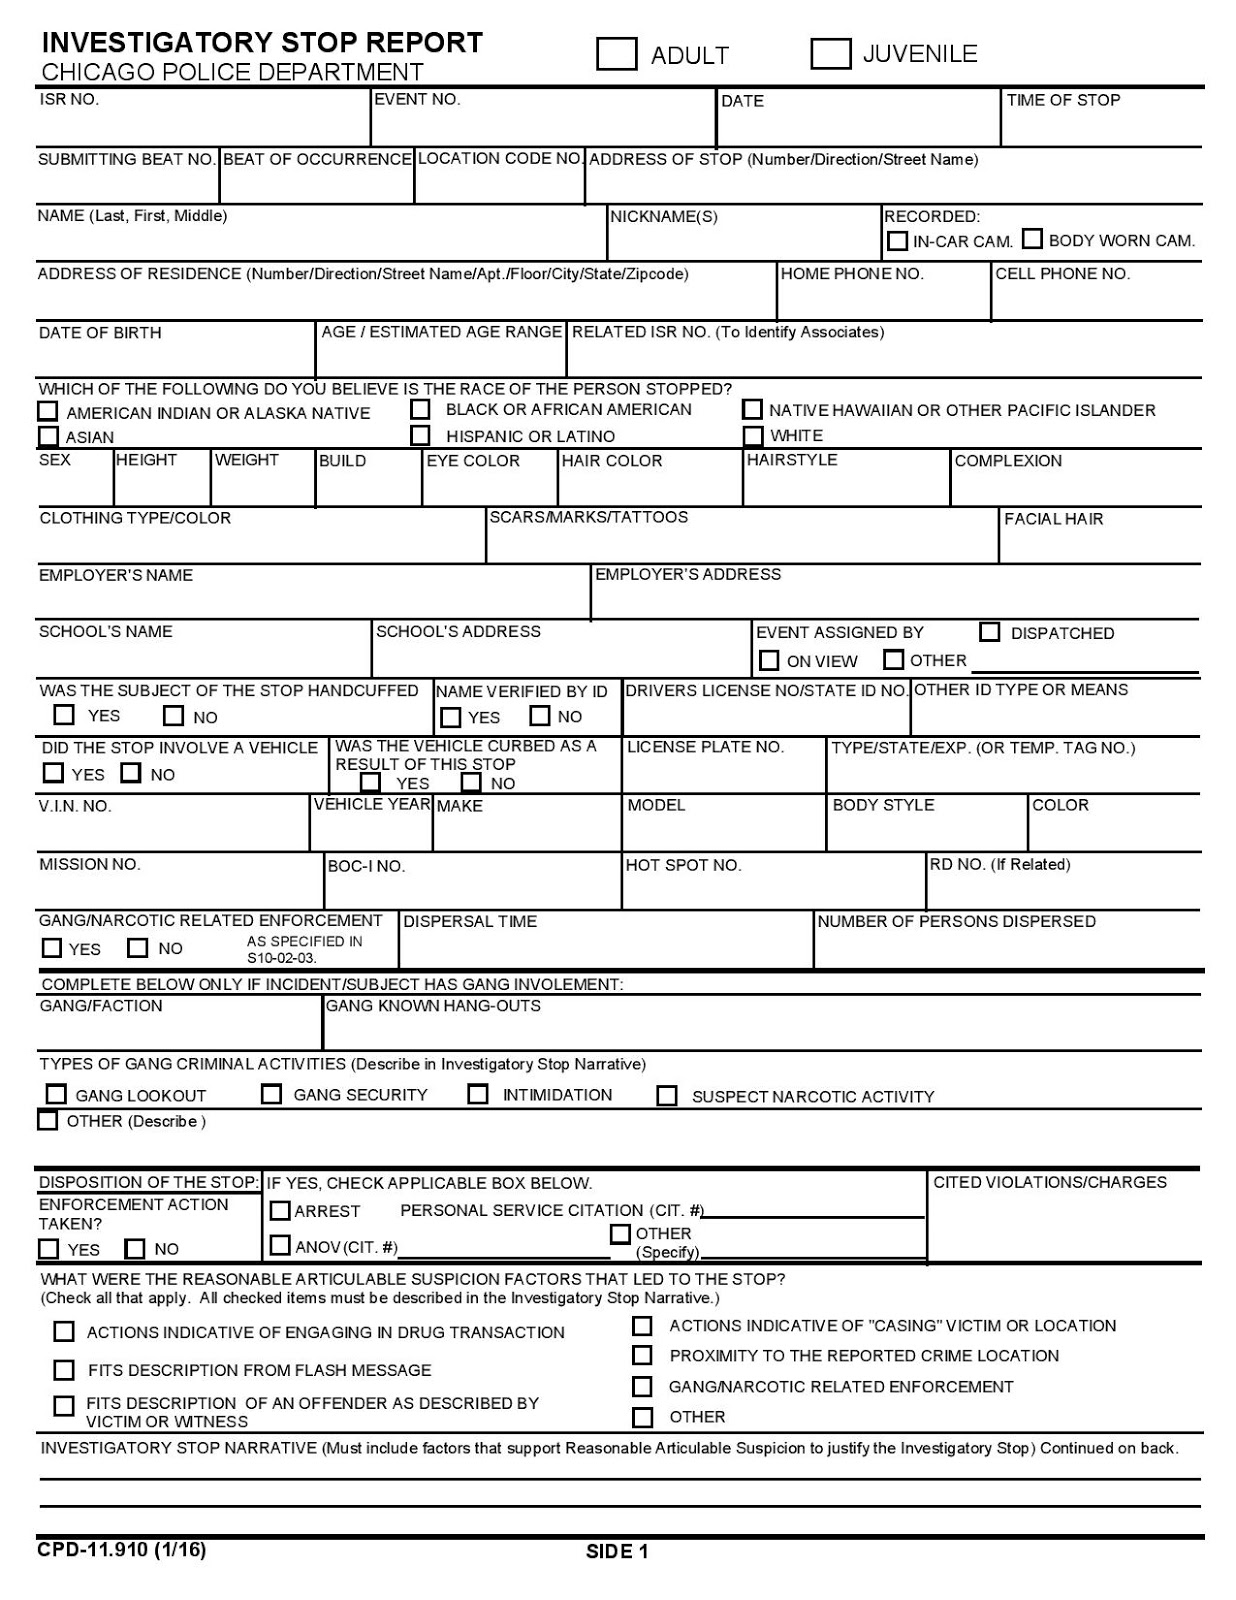 INVESTIGATORY STOP REPORT
CHICAGO POLICE DEPARTMENT
ADULT JUVENILE
ISR NO. EVENT NO. DATE TIME OF STOP
SUBMITTING BEAT NO. BEAT OF OCCURRENCE LOCATION CODE NO. ADDRESS OF STOP (Number/Direction/Street Name)
NAME (Last, First, Middle) NICKNAME(S) RECORDED:
IN-CAR CAM. BODY WORN CAM.
ADDRESS OF RESIDENCE (Number/Direction/Street Name/Apt./Floor/City/State/Zipcode) HOME PHONE NO. CELL PHONE NO.
DATE OF BIRTH AGE / ESTIMATED AGE RANGE RELATED ISR NO. (To Identify Associates)
WHICH OF THE FOLLOWING DO YOU BELIEVE IS THE RACE OF THE PERSON STOPPED?
AMERICAN INDIAN OR ALASKA NATIVE BLACK OR AFRICAN AMERICAN NATIVE HAWAIIAN OR OTHER PACIFIC ISLANDER
ASIAN HISPANIC OR LATINO WHITE
SEX HEIGHT WEIGHT BUILD EYE COLOR HAIR COLOR HAIRSTYLE COMPLEXION
CLOTHING TYPE/COLOR SCARS/MARKS/TATTOOS FACIAL HAIR
EMPLOYER'S NAME EMPLOYER'S ADDRESS
SCHOOL'S NAME SCHOOL'S ADDRESS EVENT ASSIGNED BY DISPATCHED
ON VIEW OTHER
WAS THE SUBJECT OF THE STOP HANDCUFFED NAME VERIFIED BY ID DRIVERS LICENSE NO/STATE ID NO. OTHER ID TYPE OR MEANS
YES NO YES NO
DID THE STOP INVOLVE A VEHICLE WAS THE VEHICLE CURBED AS A LICENSE PLATE NO. TYPE/STATE/EXP. (OR TEMP. TAG NO.)
RESULT OF THIS STOP
YES NO YES NO
V.I.N. NO. VEHICLE YEAR MAKE MODEL BODY STYLE COLOR
MISSION NO. BOC-I NO. HOT SPOT NO. RD NO. (If Related)
GANG/NARCOTIC RELATED ENFORCEMENT DISPERSAL TIME NUMBER OF PERSONS DISPERSED
YES NO AS SPECIFIED IN
S10-02-03.
COMPLETE BELOW ONLY IF INCIDENT/SUBJECT HAS GANG INVOLEMENT:
GANG/FACTION GANG KNOWN HANG-OUTS
TYPES OF GANG CRIMINAL ACTIVITIES (Describe in Investigatory Stop Narrative)
GANG LOOKOUT GANG SECURITY INTIMIDATION SUSPECT NARCOTIC ACTIVITY
OTHER (Describe )
DISPOSITION OF THE STOP: IF YES, CHECK APPLICABLE BOX BELOW. CITED VIOLATIONS/CHARGES
ENFORCEMENT ACTION
TAKEN?
ARREST PERSONAL SERVICE CITATION (CIT. #)
OTHER
YES NO ANOV (CIT. #) (Specify)
WHAT WERE THE REASONABLE ARTICULABLE SUSPICION FACTORS THAT LED TO THE STOP?
(Check all that apply. All checked items must be described in the Investigatory Stop Narrative.)
ACTIONS INDICATIVE OF ENGAGING IN DRUG TRANSACTION
FITS DESCRIPTION FROM FLASH MESSAGE
FITS DESCRIPTION OF AN OFFENDER AS DESCRIBED BY
VICTIM OR WITNESS
ACTIONS INDICATIVE OF "CASING" VICTIM OR LOCATION
PROXIMITY TO THE REPORTED CRIME LOCATION
GANG/NARCOTIC RELATED ENFORCEMENT
OTHER
INVESTIGATORY STOP NARRATIVE (Must include factors that support Reasonable Articulable Suspicion to justify the Investigatory Stop) Continued on back.
CPD-11.910 (1/16) SIDE 1